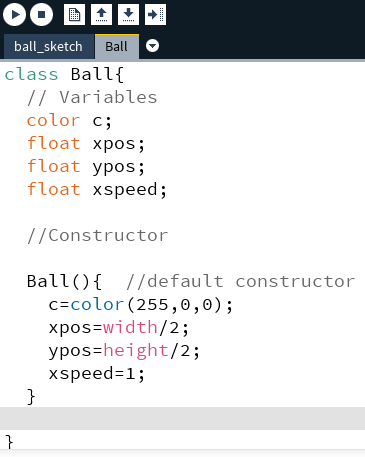 ball_sketch Ball
class Ball{
// Variables
color c;
float xpos;
float ypos;
float xspeed;
//Constructor
Ball(){ //default constructor
c=color(255,0,0);
xpos=width/2;
ypos=height/2;
xspeed=1;
}
}